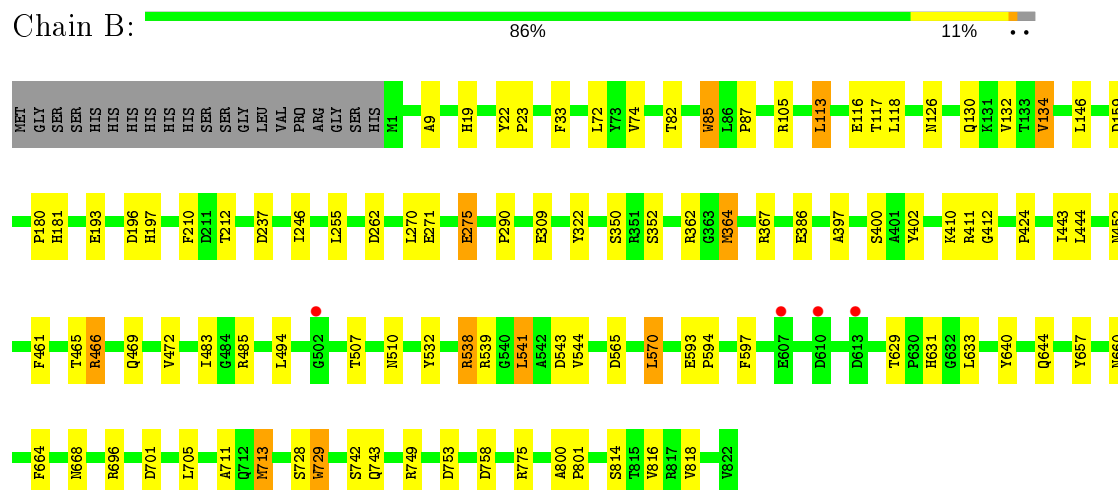 Chain B:
86% 11% • •
MET GLY SER SER HIS HIS HIS HIS HIS HIS SER SER GLY LEU VAL PRO ARG GLY SER HIS M1 A9 H19 Y22 P23 F33 L72 Y73 V74 T82 W85 L86 P87 R105 L113 E116 T117 L118 N126 Q130 K131 V132 T133 V134 L146 D159
P180 H181 E193 D196 H197 F210 D211 T212 D237 I246 L255 D262 L270 E271 E275 P290 E309 Y322 S350 R351 S352 R362 G363 M364 R367 E386 A397 S400 A401 Y402 K410 R411 G412 P424 I443 L444 N452
F461 T465 R466 Q469 V472 I483 G484 R485 L494 G502 T507 N510 Y532 R538 R539 G540 L541 A542 D543 V544 D565 L570 E593 P594 F597 E607 D610 D613 T629 P630 H631 G632 L633 Y640 Q644 Y657 N660
F664 N668 R696 D701 L705 A711 Q712 M713 S728 W729 S742 Q743 R749 D753 D758 R775 A800 P801 S814 T815 V816 R817 V818 V822